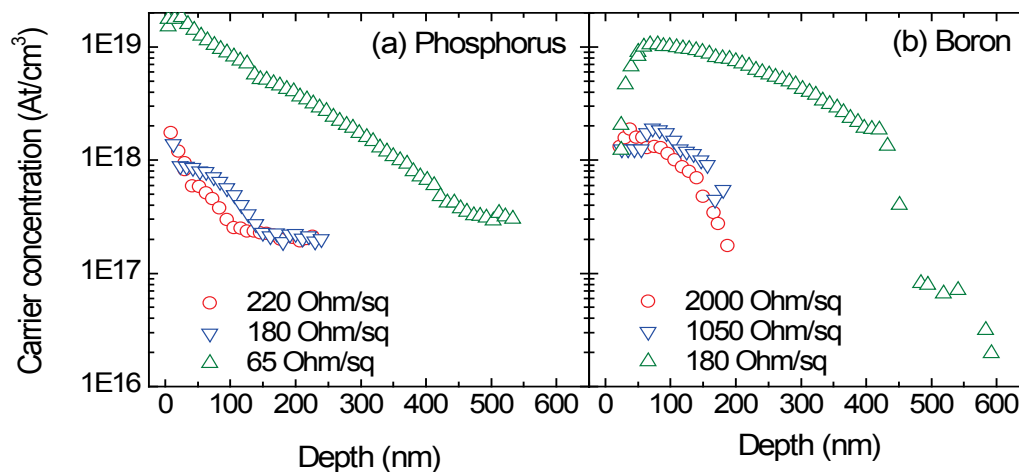 Carrier concentration (At/cm³)
1E19
1E18
1E17
1E16
(a) Phosphorus
220 Ohm/sq
180 Ohm/sq
65 Ohm/sq
0 100 200 300 400 500 600
Depth (nm)
(b) Boron
2000 Ohm/sq
1050 Ohm/sq
180 Ohm/sq
0 100 200 300 400 500 600
Depth (nm)